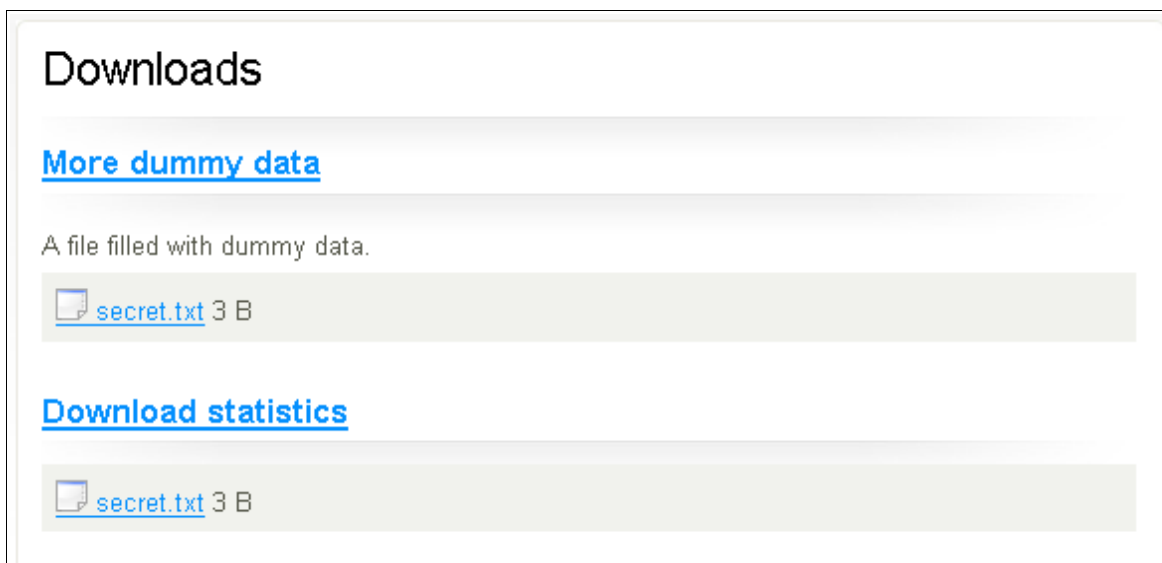 Downloads
More dummy data
A file filled with dummy data.
secret.txt 3 B
Download statistics
secret.txt 3 B